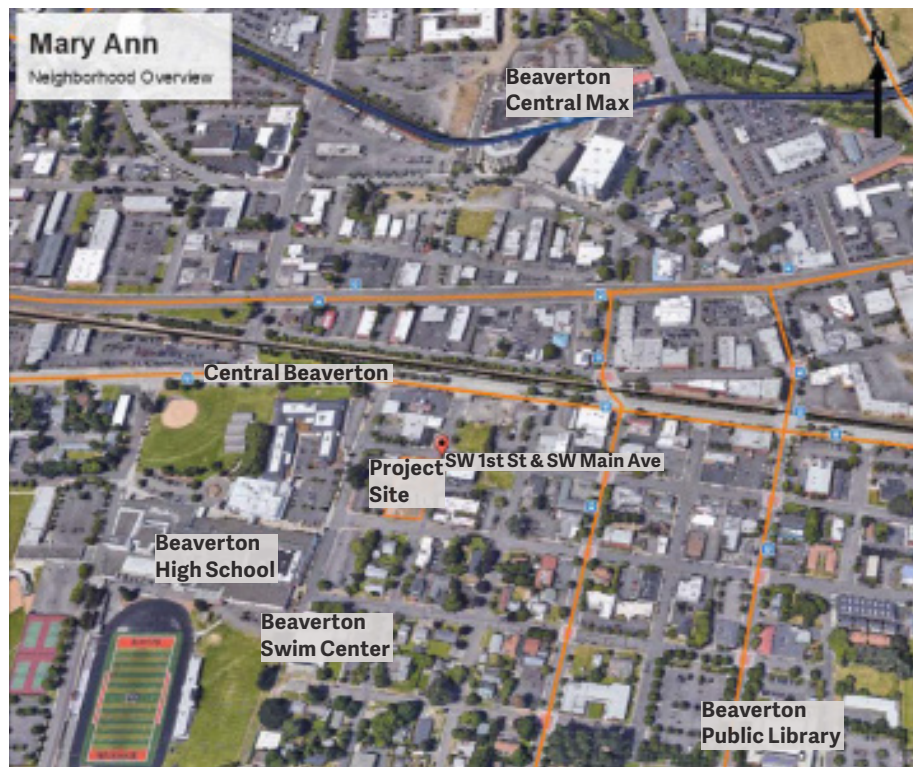 Mary Ann
Neighborhood Overview
N
Beaverton
Central Max
Central Beaverton
SW 1st St & SW Main Ave
Project
Site
Beaverton
High School
Beaverton
Swim Center
Beaverton
Public Library